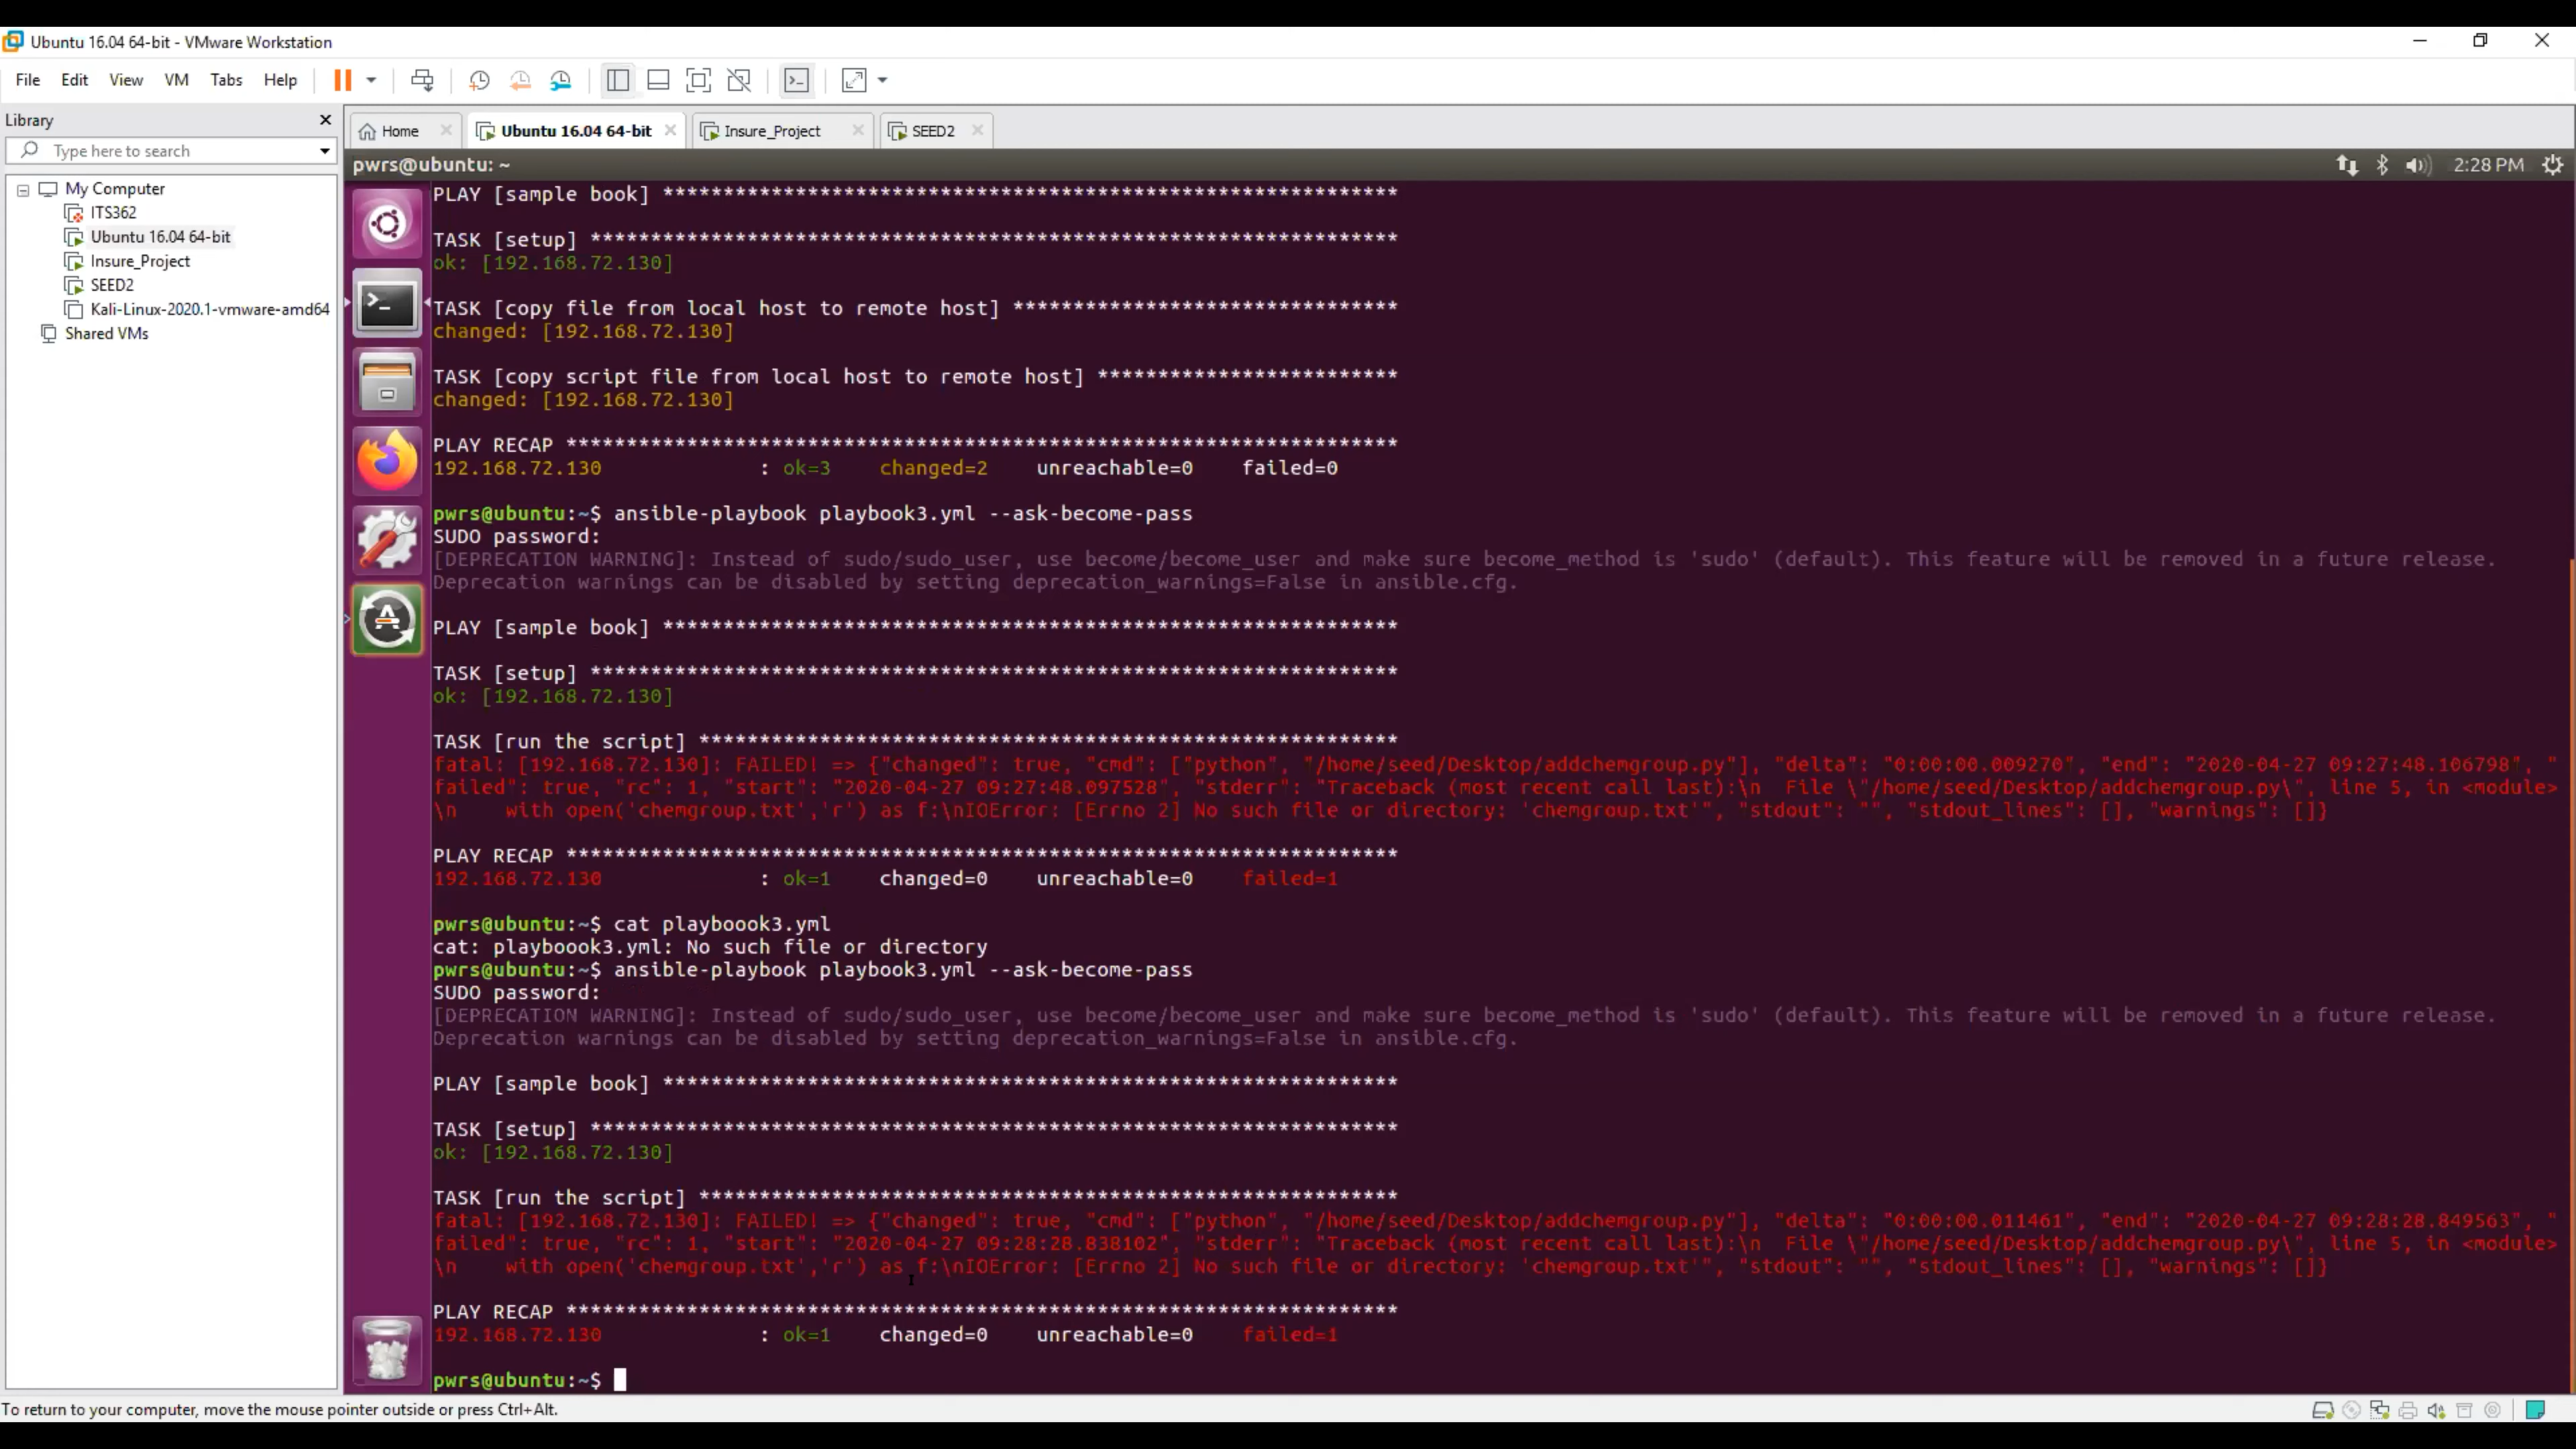 Ubuntu 16.04 64-bit - VMware Workstation
File Edit View VM Tabs Help
Library
Type here to search
My Computer
ITS362
Ubuntu 16.04 64-bit
Insure_Project
SEED2
Kali-Linux-2020.1-vmware-amd64
Shared VMs
Home Ubuntu 16.04 64-bit Insure_Project SEED2
pwrs@ubuntu: ~ 2:28 PM
PLAY [sample book] *************************************************************
TASK [setup] *******************************************************************
ok: [192.168.72.130]
TASK [copy file from local host to remote host] ********************************
changed: [192.168.72.130]
TASK [copy script file from local host to remote host] *************************
changed: [192.168.72.130]
PLAY RECAP *********************************************************************
192.168.72.130 : ok=3 changed=2 unreachable=0 failed=0
pwrs@ubuntu:~$ ansible-playbook playbook3.yml --ask-become-pass
SUDO password:
[DEPRECATION WARNING]: Instead of sudo/sudo_user, use become/become_user and make sure become_method is 'sudo' (default). This feature will be removed in a future release.
Deprecation warnings can be disabled by setting deprecation_warnings=False in ansible.cfg.
PLAY [sample book] *************************************************************
TASK [setup] *******************************************************************
ok: [192.168.72.130]
TASK [run the script] **********************************************************
fatal: [192.168.72.130]: FAILED! => {"changed": true, "cmd": ["python", "/home/seed/Desktop/addchemgroup.py"], "delta": "0:00:00.009270", "end": "2020-04-27 09:27:48.106798", "
failed": true, "rc": 1, "start": "2020-04-27 09:27:48.097528", "stderr": "Traceback (most recent call last):\n  File \"/home/seed/Desktop/addchemgroup.py\", line 5, in <module>
\n    with open('chemgroup.txt','r') as f:\nIOError: [Errno 2] No such file or directory: 'chemgroup.txt'", "stdout": "", "stdout_lines": [], "warnings": []}
PLAY RECAP *********************************************************************
192.168.72.130 : ok=1 changed=0 unreachable=0 failed=1
pwrs@ubuntu:~$ cat playboook3.yml
cat: playboook3.yml: No such file or directory
pwrs@ubuntu:~$ ansible-playbook playbook3.yml --ask-become-pass
SUDO password:
[DEPRECATION WARNING]: Instead of sudo/sudo_user, use become/become_user and make sure become_method is 'sudo' (default). This feature will be removed in a future release.
Deprecation warnings can be disabled by setting deprecation_warnings=False in ansible.cfg.
PLAY [sample book] *************************************************************
TASK [setup] *******************************************************************
ok: [192.168.72.130]
TASK [run the script] **********************************************************
fatal: [192.168.72.130]: FAILED! => {"changed": true, "cmd": ["python", "/home/seed/Desktop/addchemgroup.py"], "delta": "0:00:00.011461", "end": "2020-04-27 09:28:28.849563", "
failed": true, "rc": 1, "start": "2020-04-27 09:28:28.838102", "stderr": "Traceback (most recent call last):\n  File \"/home/seed/Desktop/addchemgroup.py\", line 5, in <module>
\n    with open('chemgroup.txt','r') as f:\nIOError: [Errno 2] No such file or directory: 'chemgroup.txt'", "stdout": "", "stdout_lines": [], "warnings": []}
PLAY RECAP *********************************************************************
192.168.72.130 : ok=1 changed=0 unreachable=0 failed=1
pwrs@ubuntu:~$
To return to your computer, move the mouse pointer outside or press Ctrl+Alt.